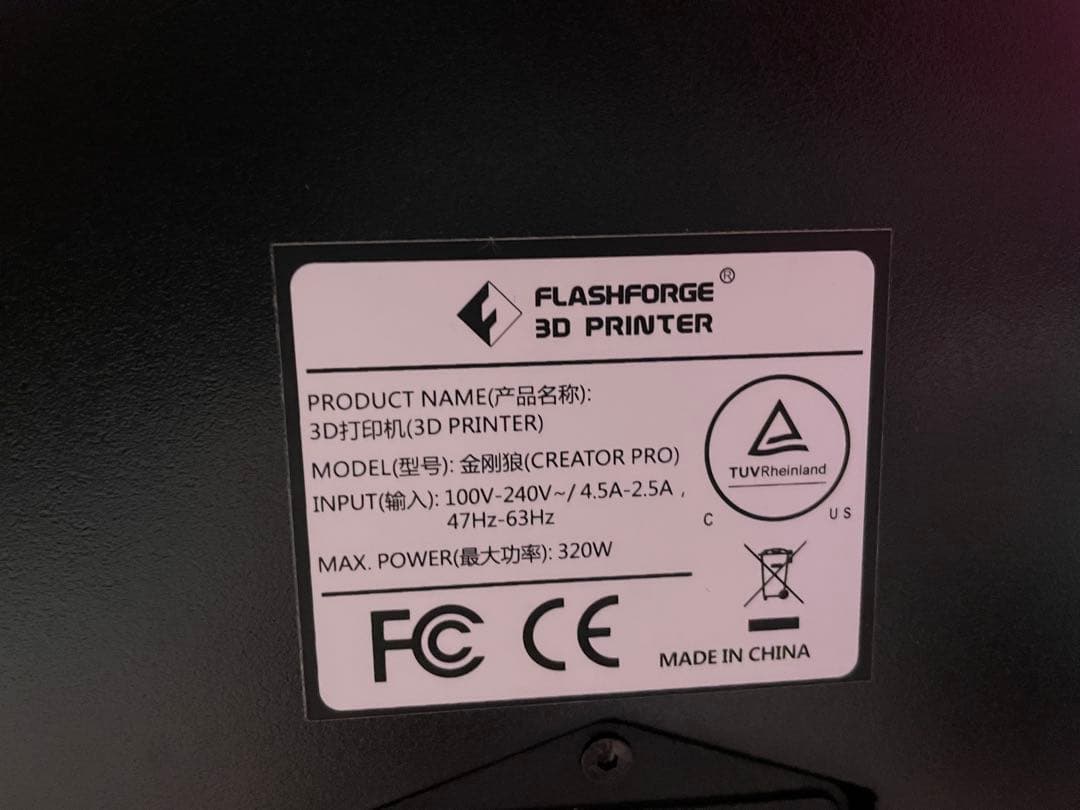 FLASHFORGE®
3D PRINTER
PRODUCT NAME(产品名称):
3D打印机(3D PRINTER)
MODEL(型号): 金刚狼(CREATOR PRO)
INPUT(输入): 100V-240V~/ 4.5A-2.5A ,
47Hz-63Hz
MAX. POWER(最大功率): 320W
TUVRheinland
C US
FC CE
MADE IN CHINA